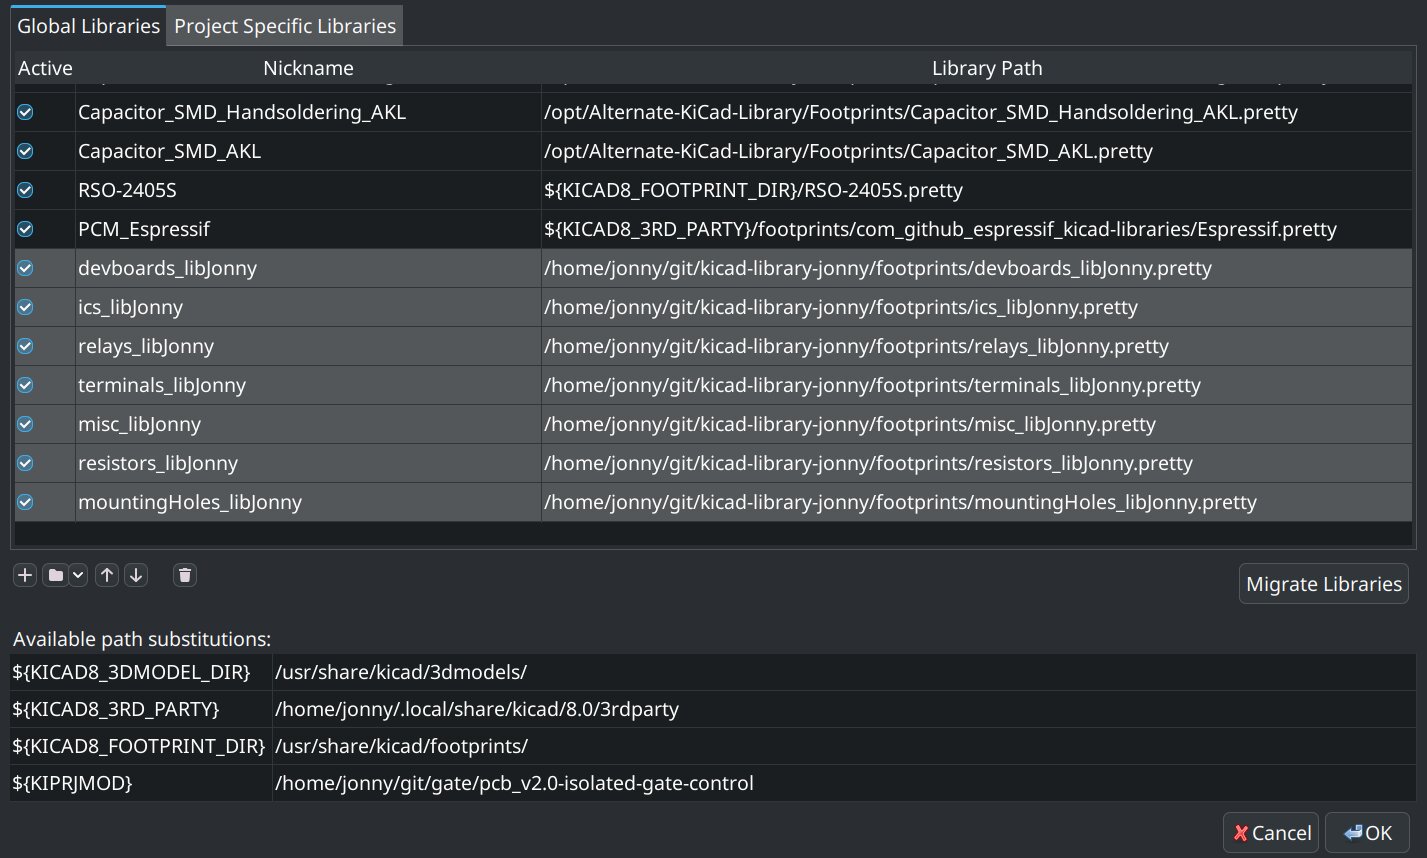 Global Libraries Project Specific Libraries
Active Nickname Library Path
Capacitor_SMD_Handsoldering_AKL /opt/Alternate-KiCad-Library/Footprints/Capacitor_SMD_Handsoldering_AKL.pretty
Capacitor_SMD_AKL /opt/Alternate-KiCad-Library/Footprints/Capacitor_SMD_AKL.pretty
RSO-2405S ${KICAD8_FOOTPRINT_DIR}/RSO-2405S.pretty
PCM_Espressif ${KICAD8_3RD_PARTY}/footprints/com_github_espressif_kicad-libraries/Espressif.pretty
devboards_libJonny /home/jonny/git/kicad-library-jonny/footprints/devboards_libJonny.pretty
ics_libJonny /home/jonny/git/kicad-library-jonny/footprints/ics_libJonny.pretty
relays_libJonny /home/jonny/git/kicad-library-jonny/footprints/relays_libJonny.pretty
terminals_libJonny /home/jonny/git/kicad-library-jonny/footprints/terminals_libJonny.pretty
misc_libJonny /home/jonny/git/kicad-library-jonny/footprints/misc_libJonny.pretty
resistors_libJonny /home/jonny/git/kicad-library-jonny/footprints/resistors_libJonny.pretty
mountingHoles_libJonny /home/jonny/git/kicad-library-jonny/footprints/mountingHoles_libJonny.pretty
Migrate Libraries
Available path substitutions:
${KICAD8_3DMODEL_DIR} /usr/share/kicad/3dmodels/
${KICAD8_3RD_PARTY} /home/jonny/.local/share/kicad/8.0/3rdparty
${KICAD8_FOOTPRINT_DIR} /usr/share/kicad/footprints/
${KIPRJMOD} /home/jonny/git/gate/pcb_v2.0-isolated-gate-control
Cancel OK